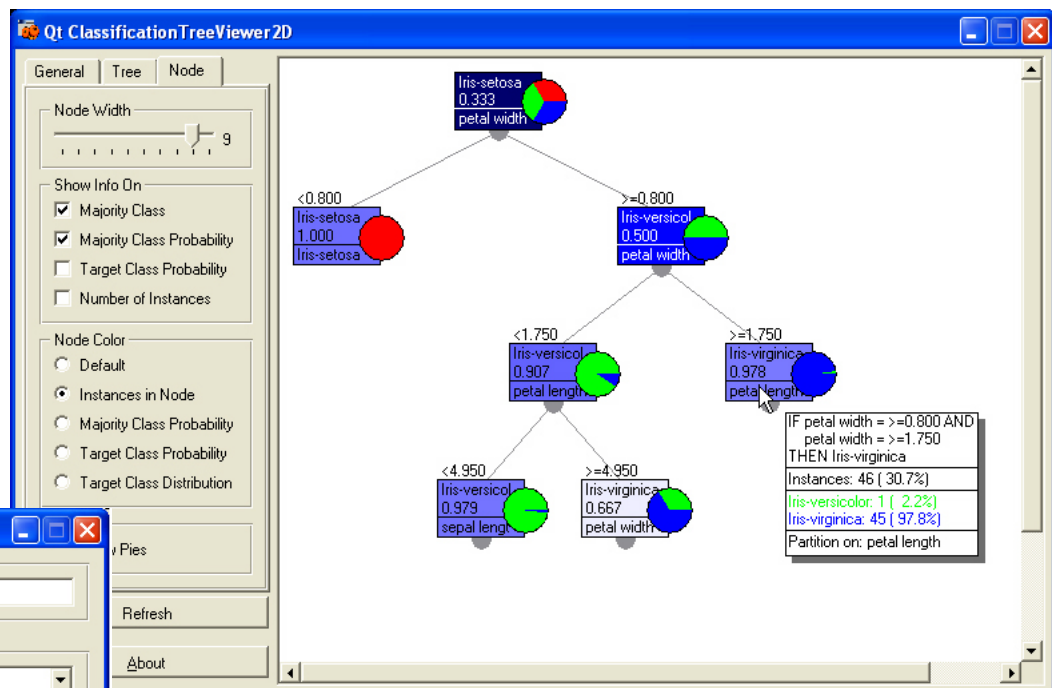 Qt ClassificationTreeViewer2D
General
Tree
Node
Node Width
9
Show Info On
Majority Class
Majority Class Probability
Target Class Probability
Number of Instances
Node Color
Default
Instances in Node
Majority Class Probability
Target Class Probability
Target Class Distribution
Pies
Refresh
About
Iris-setosa
0.333
petal width
<0.800
Iris-setosa
1.000
Iris-setosa
>=0.800
Iris-versicol
0.500
petal width
<1.750
Iris-versicol
0.907
petal length
>=1.750
Iris-virginica
0.978
petal length
<4.950
Iris-versicol
0.979
sepal lengt
>=4.950
Iris-virginica
0.667
petal width
IF petal width = >=0.800 AND
petal width = >=1.750
THEN Iris-virginica
Instances: 46 ( 30.7%)
Iris-versicolor: 1 ( 2.2%)
Iris-virginica: 45 ( 97.8%)
Partition on: petal length